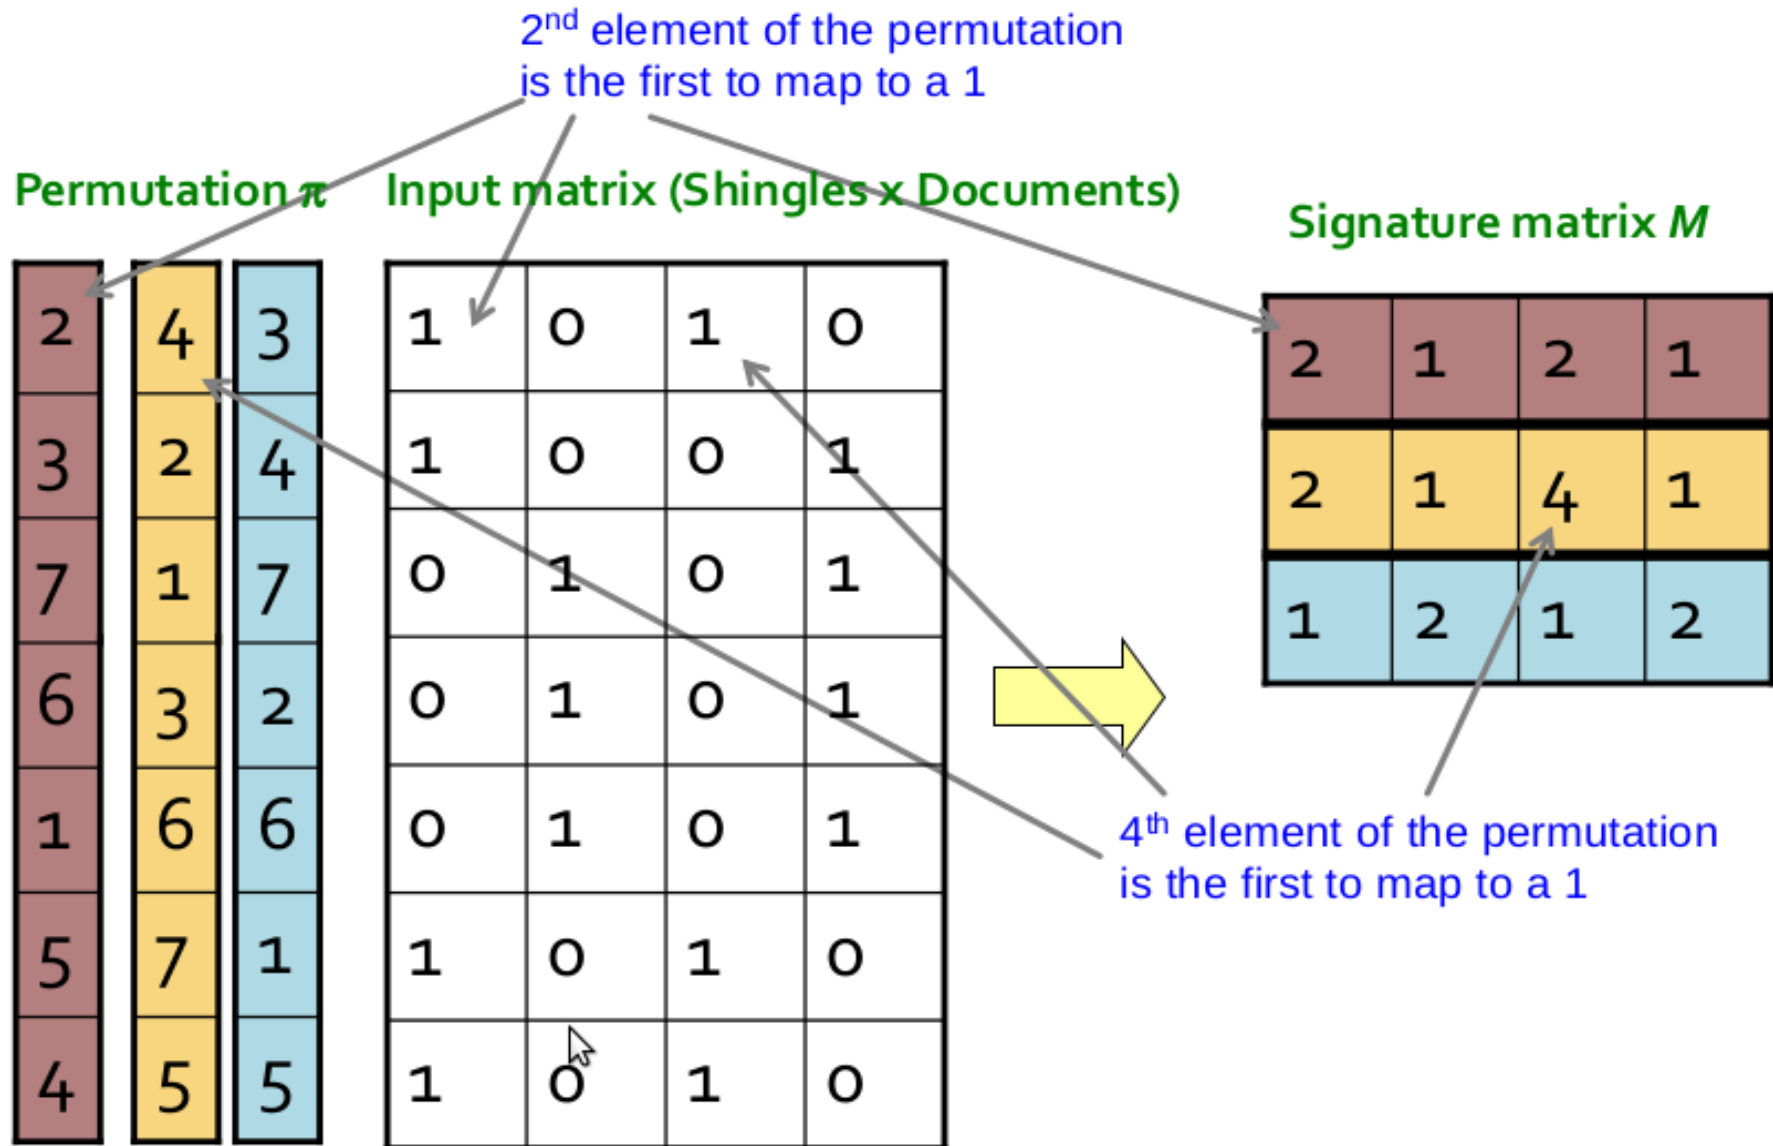 2nd element of the permutation
is the first to map to a 1
Permutation π
Input matrix (Shingles x Documents)
Signature matrix M
2 4 3 1 0 1 0
3 2 4 1 0 0 1
7 1 7 0 1 0 1
6 3 2 0 1 0 1
1 6 6 0 1 0 1
5 7 1 1 0 1 0
4 5 5 1 0 1 0
2 1 2 1
2 1 4 1
1 2 1 2
4th element of the permutation
is the first to map to a 1